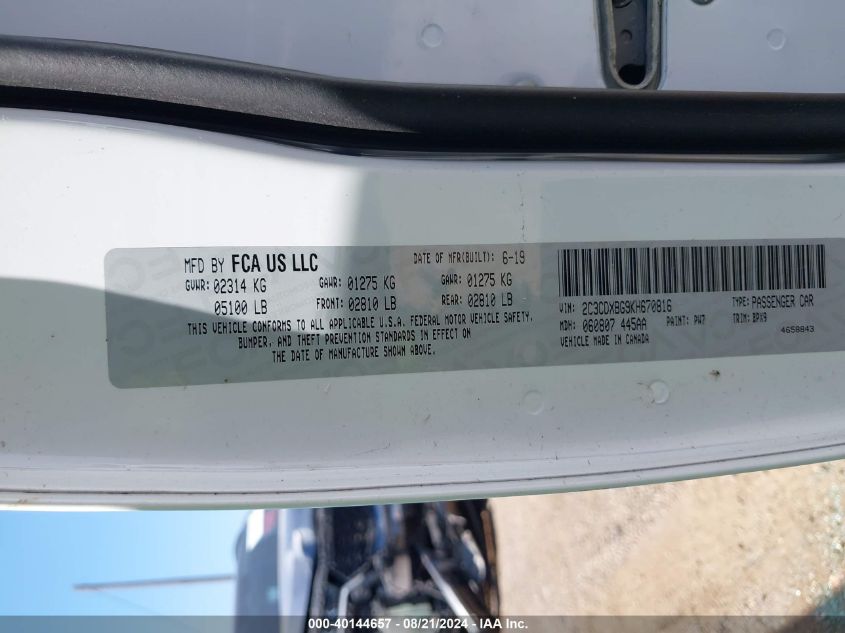 MFD BY FCA US LLC DATE OF MFR(BUILT): 6-19
GVWR: 02314 KG GAWR: 01275 KG GAWR: 01275 KG
05100 LB FRONT: 02810 LB REAR: 02810 LB
THIS VEHICLE CONFORMS TO ALL APPLICABLE U.S.A. FEDERAL MOTOR VEHICLE SAFETY,
BUMPER, AND THEFT PREVENTION STANDARDS IN EFFECT ON
THE DATE OF MANUFACTURE SHOWN ABOVE.
VIN: 2C3CDXBG9KH670816 TYPE: PASSENGER CAR
MDH: 060807 445AA PAINT: PW7 TRIM: BPX9
VEHICLE MADE IN CANADA 4658843
000-40144657 - 08/21/2024 - IAA Inc.